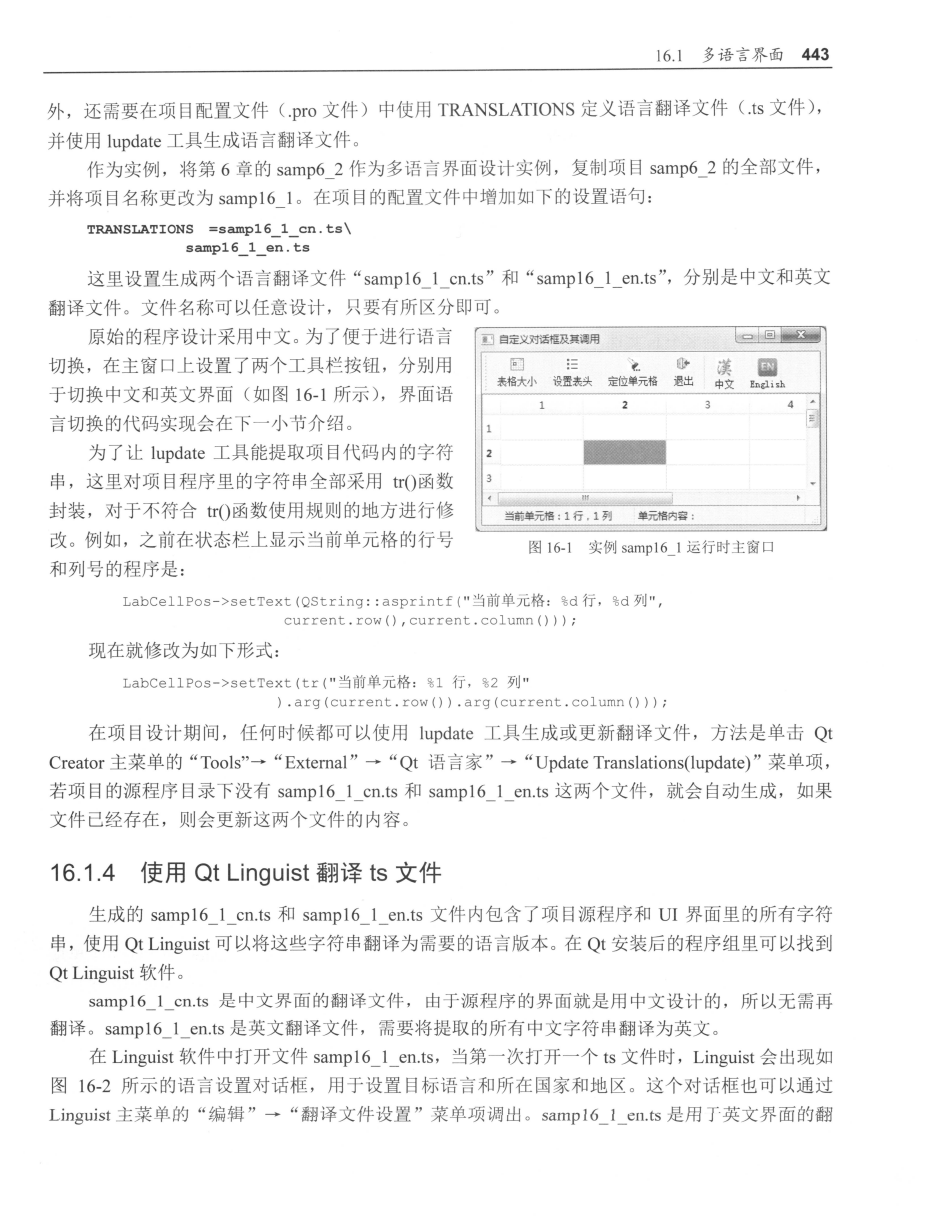 16.1 多语言界面 443
外，还需要在项目配置文件（.pro 文件）中使用 TRANSLATIONS 定义语言翻译文件（.ts 文件），
并使用 lupdate 工具生成语言翻译文件。
作为实例，将第 6 章的 samp6_2 作为多语言界面设计实例，复制项目 samp6_2 的全部文件，
并将项目名称更改为 samp16_1。在项目的配置文件中增加如下的设置语句：
TRANSLATIONS =samp16_1_cn.ts\
samp16_1_en.ts
这里设置生成两个语言翻译文件“samp16_1_cn.ts”和“samp16_1_en.ts”，分别是中文和英文
翻译文件。文件名称可以任意设计，只要有所区分即可。
原始的程序设计采用中文。为了便于进行语言
切换，在主窗口上设置了两个工具栏按钮，分别用
于切换中文和英文界面（如图 16-1 所示），界面语
言切换的代码实现会在下一小节介绍。
为了让 lupdate 工具能提取项目代码内的字符
串，这里对项目程序里的字符串全部采用 tr()函数
封装，对于不符合 tr()函数使用规则的地方进行修
改。例如，之前在状态栏上显示当前单元格的行号
和列号的程序是：
自定义对话框及其调用
漢 EN
表格大小 设置表头 定位单元格 退出 中文 English
1 2 3 4
1
2
3
当前单元格：1 行，1 列 单元格内容：
图 16-1 实例 samp16_1 运行时主窗口
LabCellPos->setText(QString::asprintf("当前单元格：%d 行，%d 列",
current.row(),current.column()));
现在就修改为如下形式：
LabCellPos->setText(tr("当前单元格：%1 行，%2 列"
).arg(current.row()).arg(current.column()));
在项目设计期间，任何时候都可以使用 lupdate 工具生成或更新翻译文件，方法是单击 Qt
Creator 主菜单的“Tools”→“External”→“Qt 语言家”→“Update Translations(lupdate)”菜单项，
若项目的源程序目录下没有 samp16_1_cn.ts 和 samp16_1_en.ts 这两个文件，就会自动生成，如果
文件已经存在，则会更新这两个文件的内容。
16.1.4 使用 Qt Linguist 翻译 ts 文件
生成的 samp16_1_cn.ts 和 samp16_1_en.ts 文件内包含了项目源程序和 UI 界面里的所有字符
串，使用 Qt Linguist 可以将这些字符串翻译为需要的语言版本。在 Qt 安装后的程序组里可以找到
Qt Linguist 软件。
samp16_1_cn.ts 是中文界面的翻译文件，由于源程序的界面就是用中文设计的，所以无需再
翻译。samp16_1_en.ts 是英文翻译文件，需要将提取的所有中文字符串翻译为英文。
在 Linguist 软件中打开文件 samp16_1_en.ts，当第一次打开一个 ts 文件时，Linguist 会出现如
图 16-2 所示的语言设置对话框，用于设置目标语言和所在国家和地区。这个对话框也可以通过
Linguist 主菜单的“编辑”→“翻译文件设置”菜单项调出。samp16_1_en.ts 是用于英文界面的翻